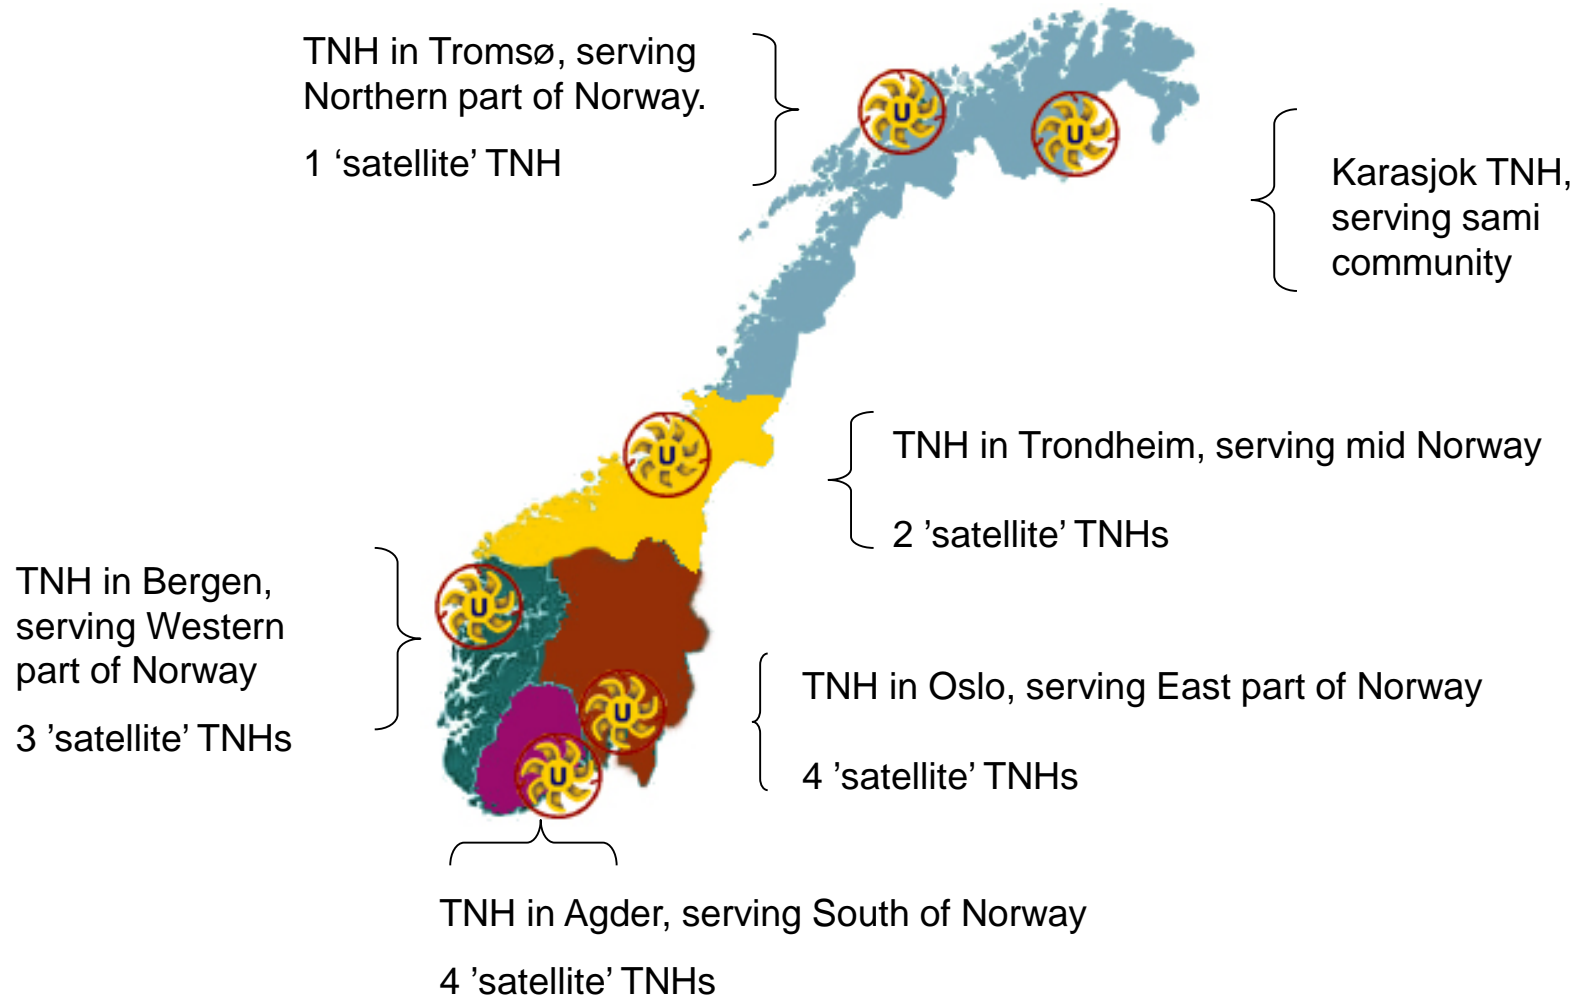 TNH in Tromsø, serving
Northern part of Norway.
1 ‘satellite’ TNH
Karasjok TNH,
serving sami
community
TNH in Trondheim, serving mid Norway
2 ’satellite’ TNHs
TNH in Bergen,
serving Western
part of Norway
3 ’satellite’ TNHs
TNH in Oslo, serving East part of Norway
4 ’satellite’ TNHs
TNH in Agder, serving South of Norway
4 ’satellite’ TNHs
U
U
U
U
U
U